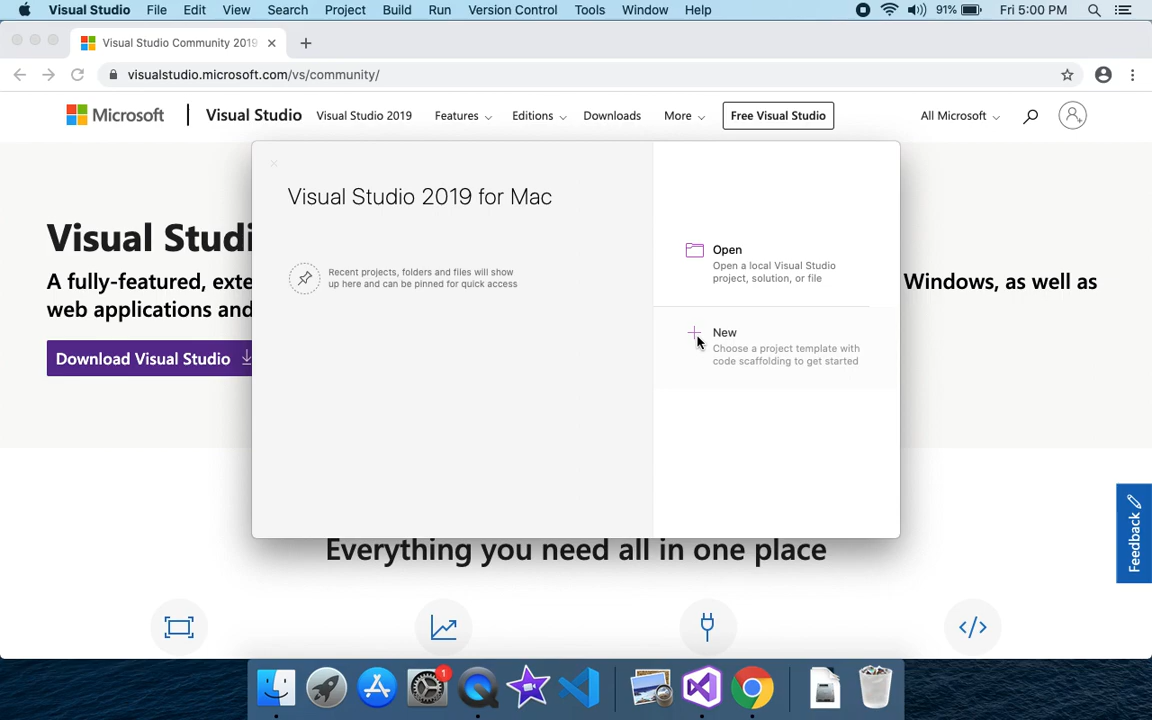 Visual Studio File Edit View Search Project Build Run Version Control Tools Window Help 91% Fri 5:00 PM
Visual Studio Community 2019
visualstudio.microsoft.com/vs/community/
Microsoft Visual Studio Visual Studio 2019 Features Editions Downloads More Free Visual Studio All Microsoft
Visual Studio 2019 for Mac
Recent projects, folders and files will show
up here and can be pinned for quick access
Open
Open a local Visual Studio
project, solution, or file
New
Choose a project template with
code scaffolding to get started
Visual Studi
A fully-featured, exte Windows, as well as
web applications and
Download Visual Studio
Feedback
Everything you need all in one place
1